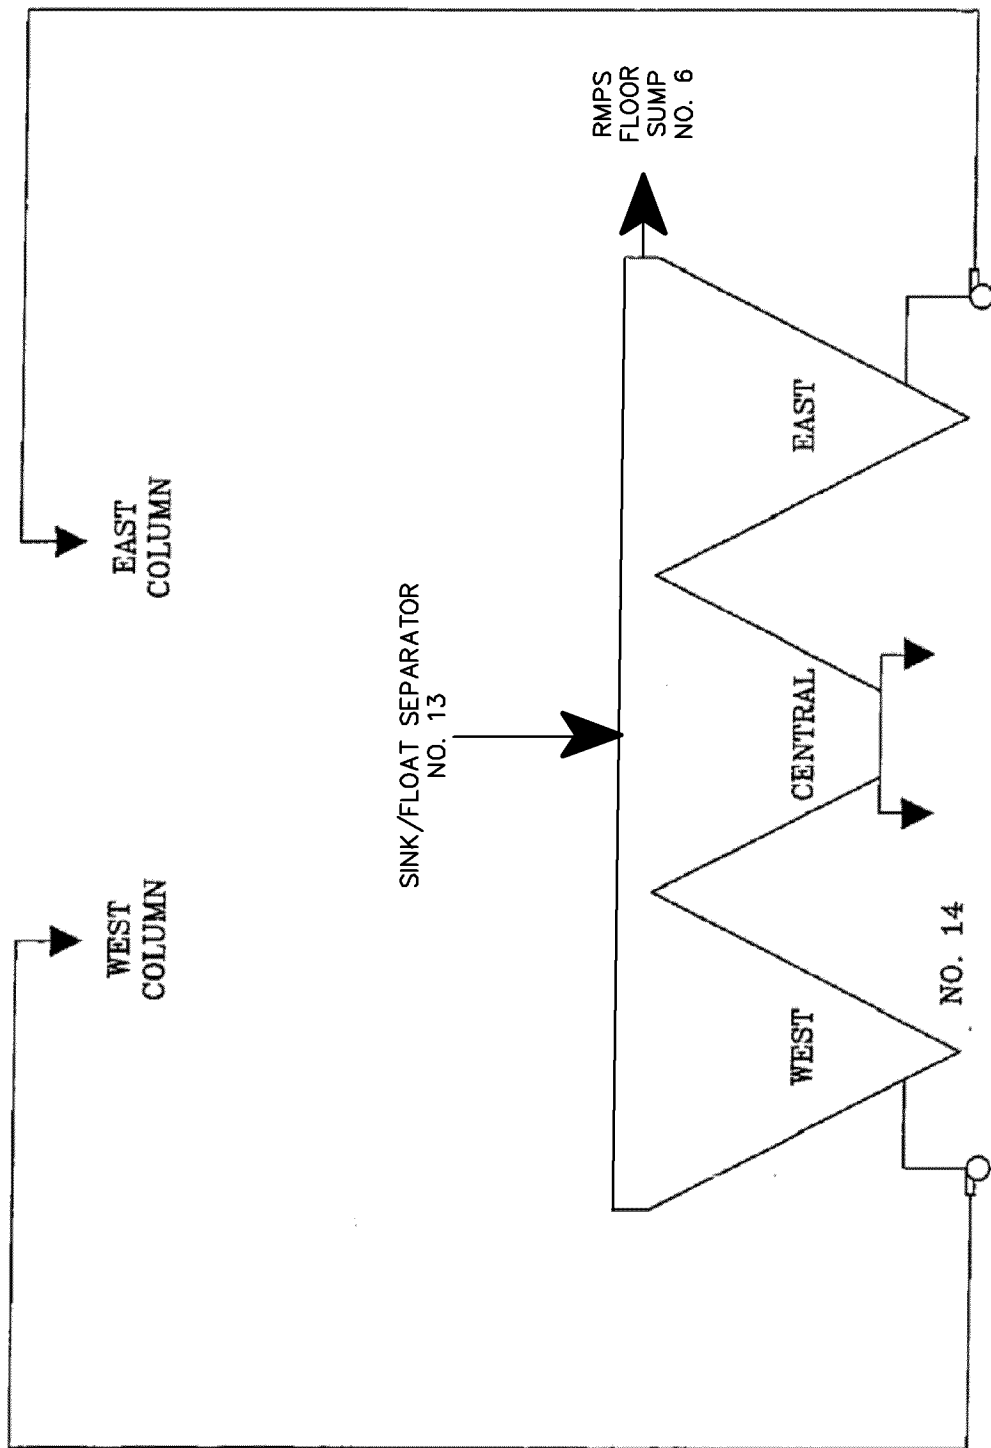 WEST
COLUMN
EAST
COLUMN
SINK/FLOAT SEPARATOR
NO. 13
RMPS
FLOOR
SUMP
NO. 6
WEST
CENTRAL
EAST
NO. 14